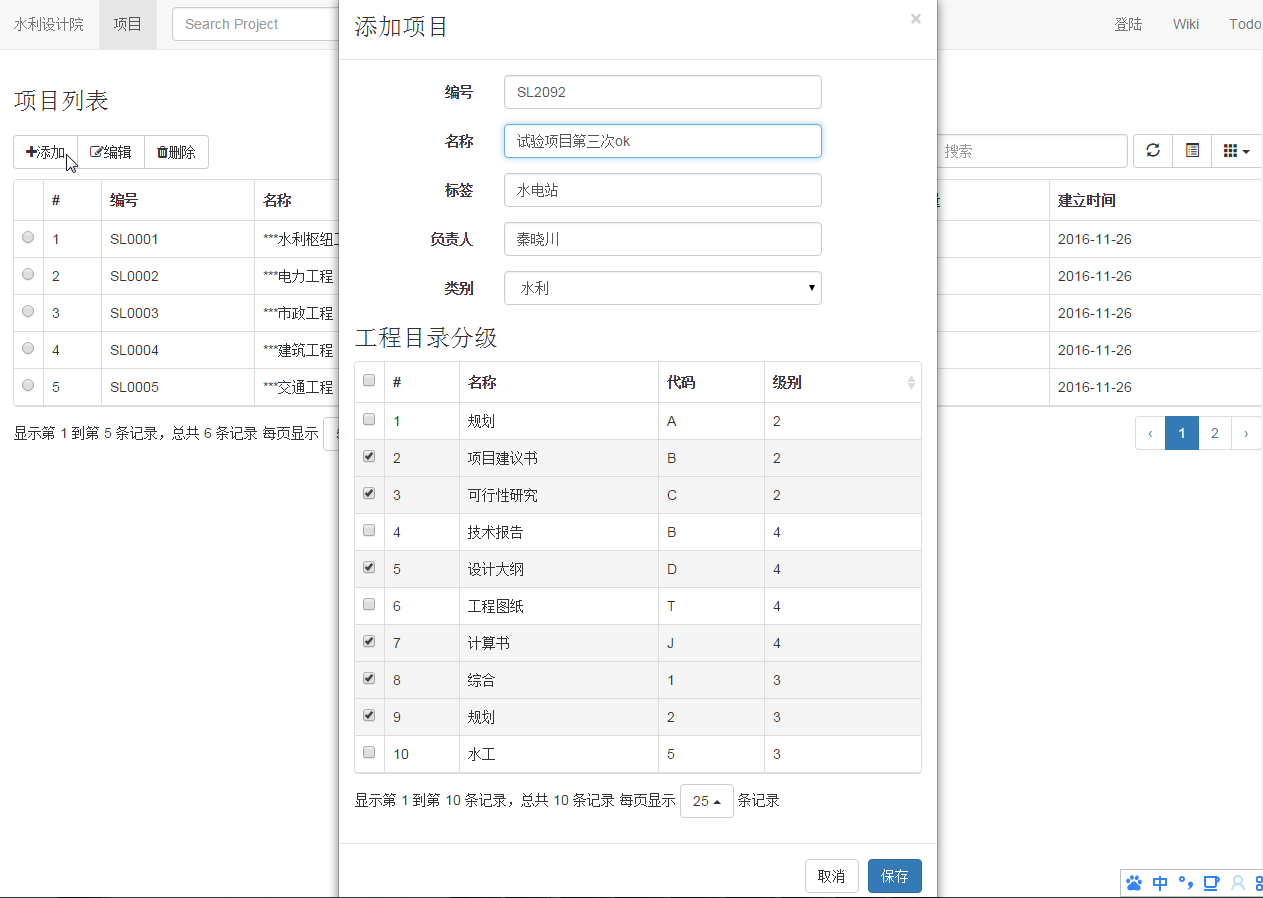 水利设计院 项目 Search Project 登陆 Wiki Todo
添加项目 ×
编号 SL2092
名称 试验项目第三次ok
标签 水电站
负责人 秦晓川
类别 水利
工程目录分级
# 名称 代码 级别
1 规划 A 2
2 项目建议书 B 2
3 可行性研究 C 2
4 技术报告 B 4
5 设计大纲 D 4
6 工程图纸 T 4
7 计算书 J 4
8 综合 1 3
9 规划 2 3
10 水工 5 3
显示第 1 到第 10 条记录，总共 10 条记录 每页显示 25 条记录
取消 保存
项目列表
添加 编辑 删除 搜索
# 编号 名称 建立时间
1 SL0001 ***水利枢纽 2016-11-26
2 SL0002 ***电力工程 2016-11-26
3 SL0003 ***市政工程 2016-11-26
4 SL0004 ***建筑工程 2016-11-26
5 SL0005 ***交通工程 2016-11-26
显示第 1 到第 5 条记录，总共 6 条记录 每页显示
‹ 1 2 ›
中